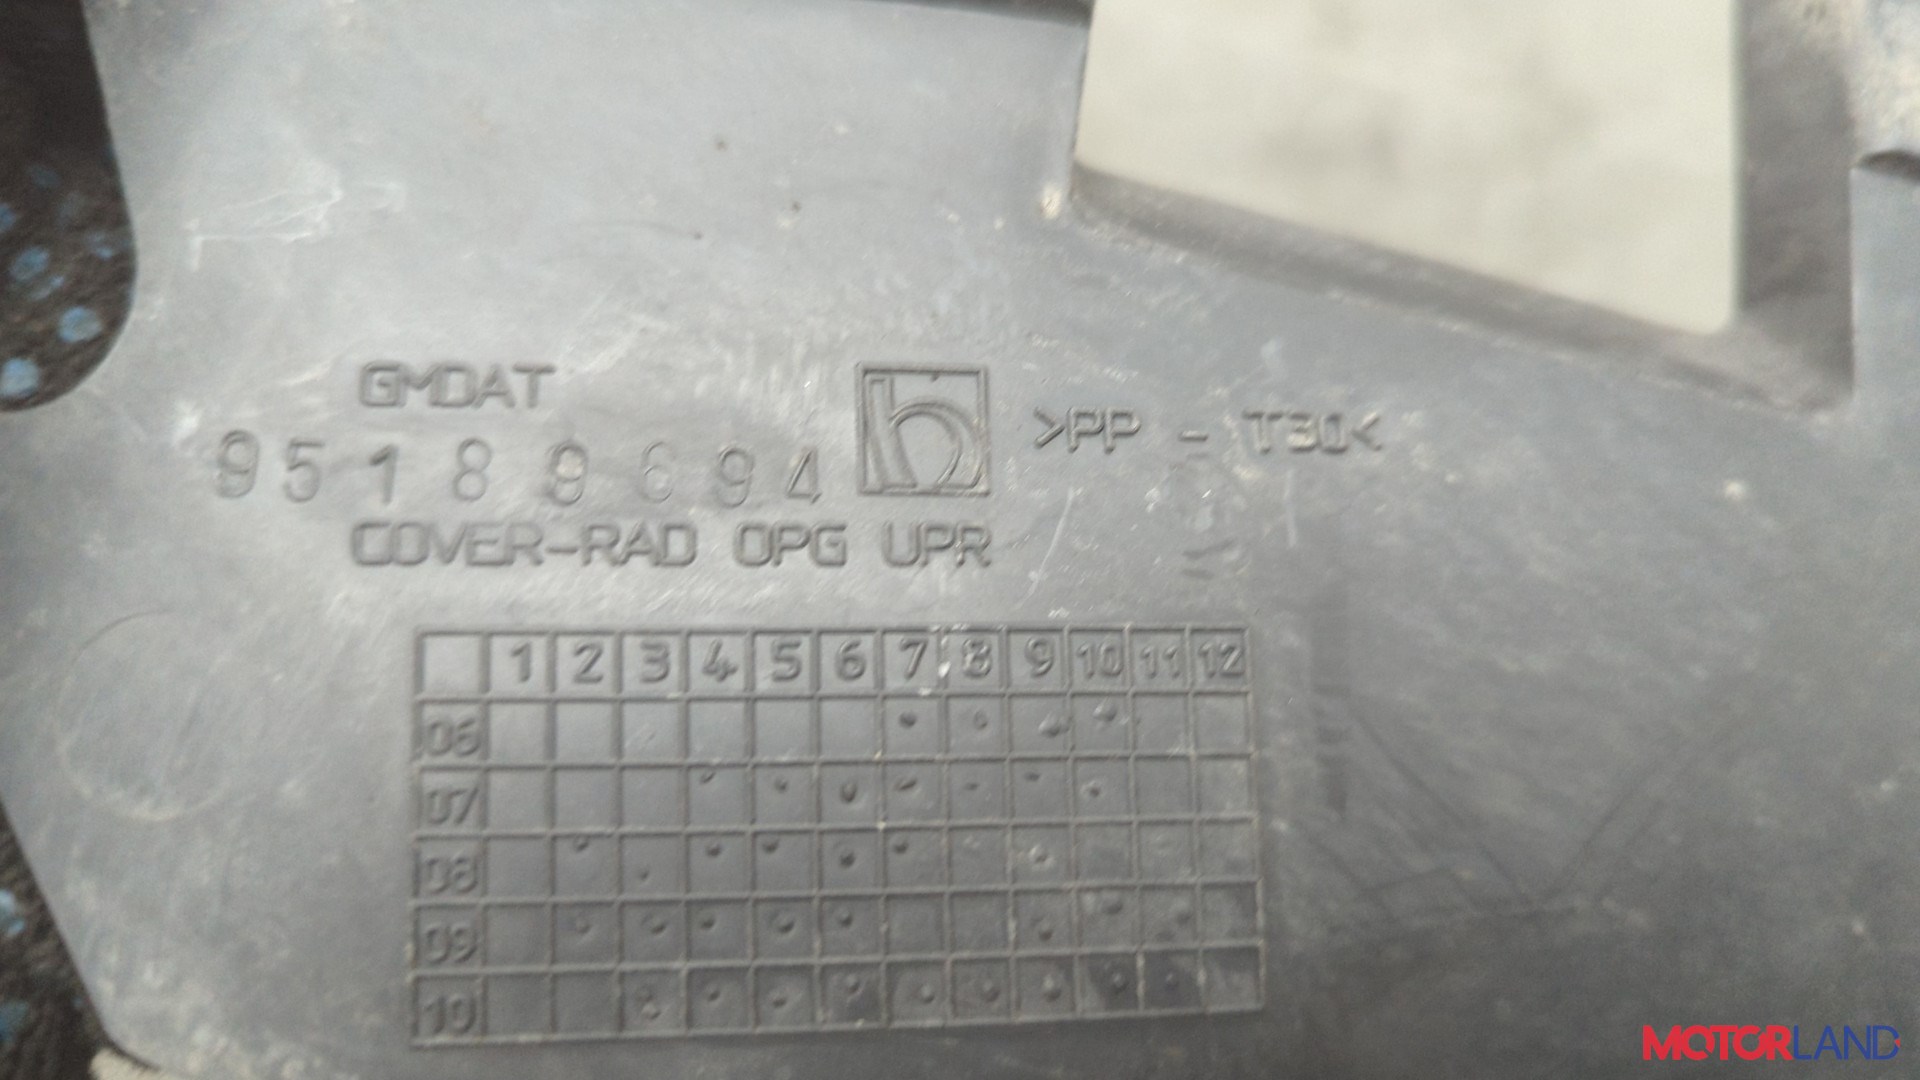 GMDAT
95189694
>PP - T30<
COVER-RAD OPG UPR
1 2 3 4 5 6 7 8 9 10 11 12
06
07
08
09
10
MOTORLAND